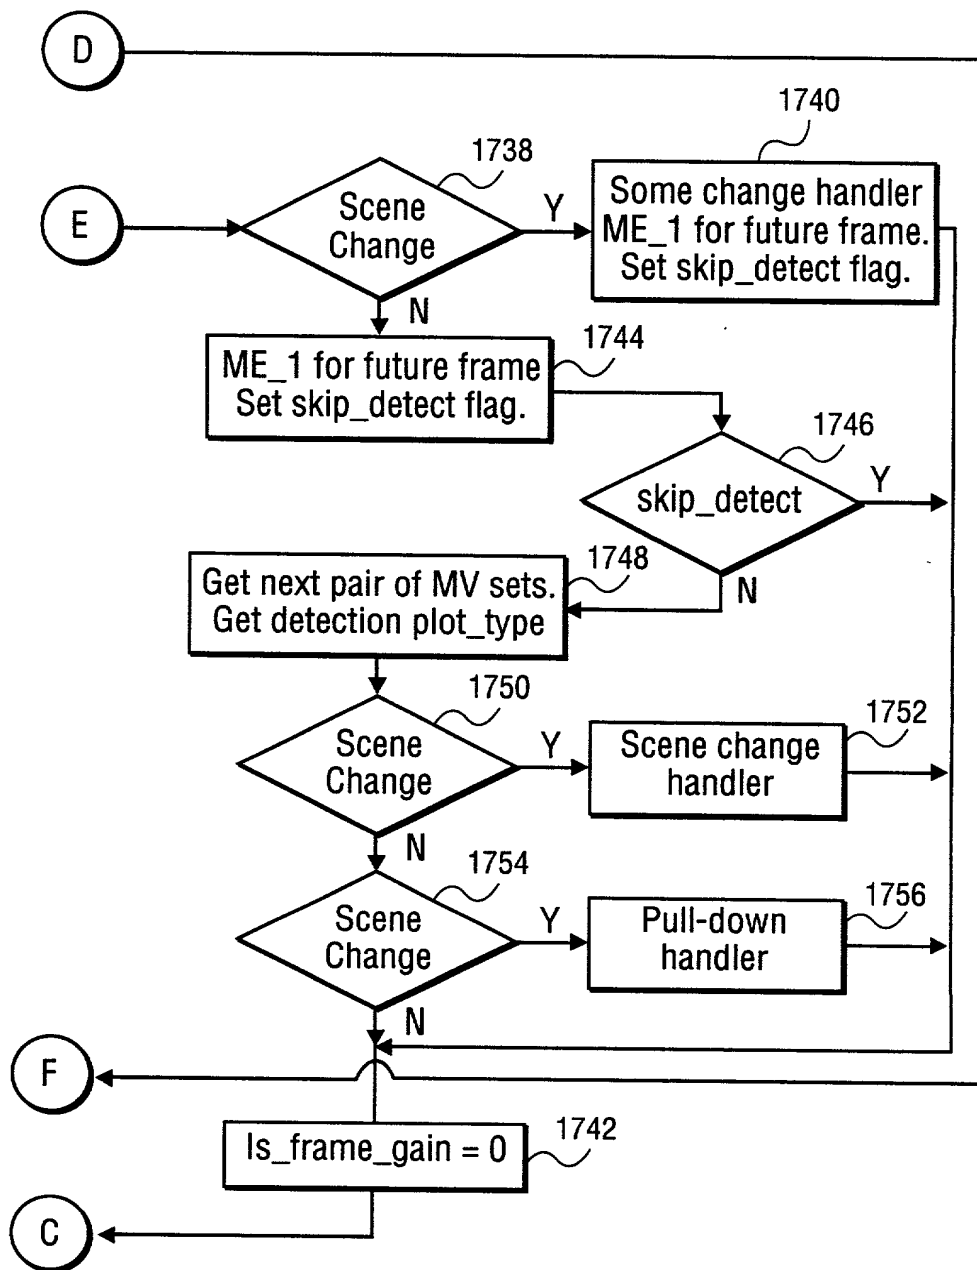 D
1740
1738
E
Scene
Change
Y
Some change handler
ME_1 for future frame.
Set skip_detect flag.
N
1744
ME_1 for future frame
Set skip_detect flag.
1746
skip_detect
Y
N
1748
Get next pair of MV sets.
Get detection plot_type
1750
Scene
Change
Y
1752
Scene change
handler
N
1754
Scene
Change
Y
1756
Pull-down
handler
N
F
1742
Is_frame_gain = 0
C